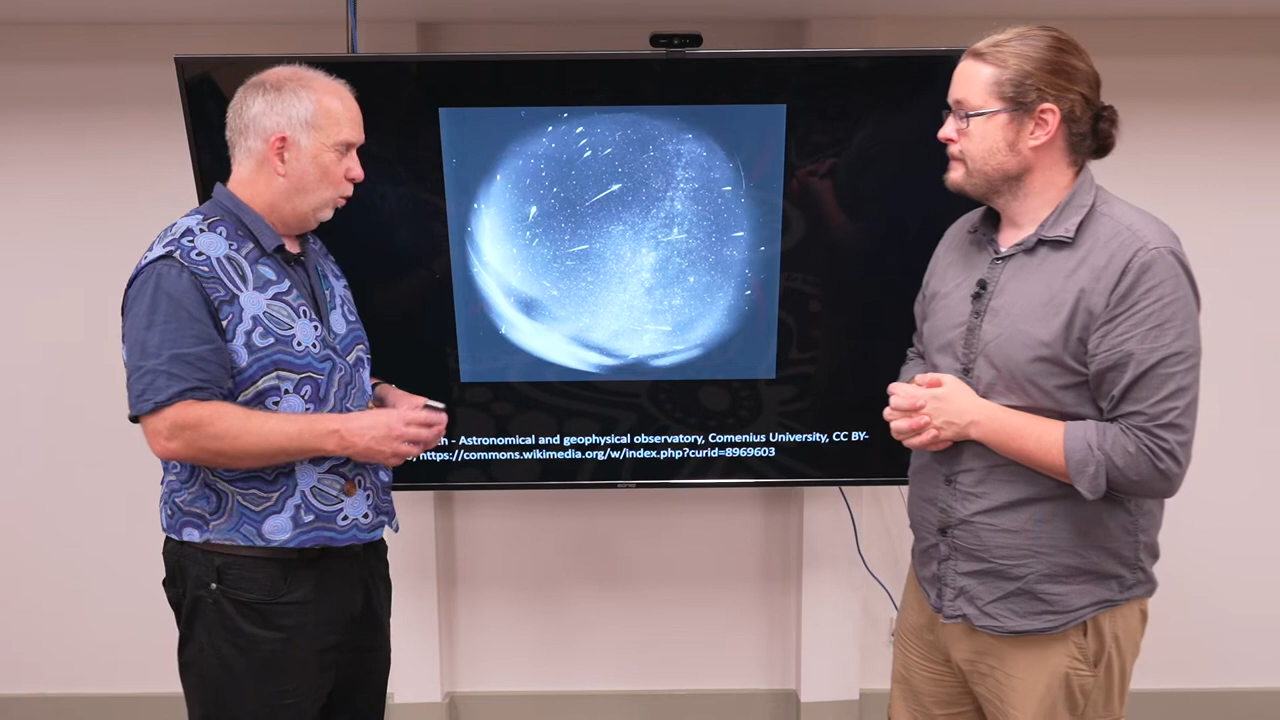 - Astronomical and geophysical observatory, Comenius University, CC BY-
https://commons.wikimedia.org/w/index.php?curid=8969603